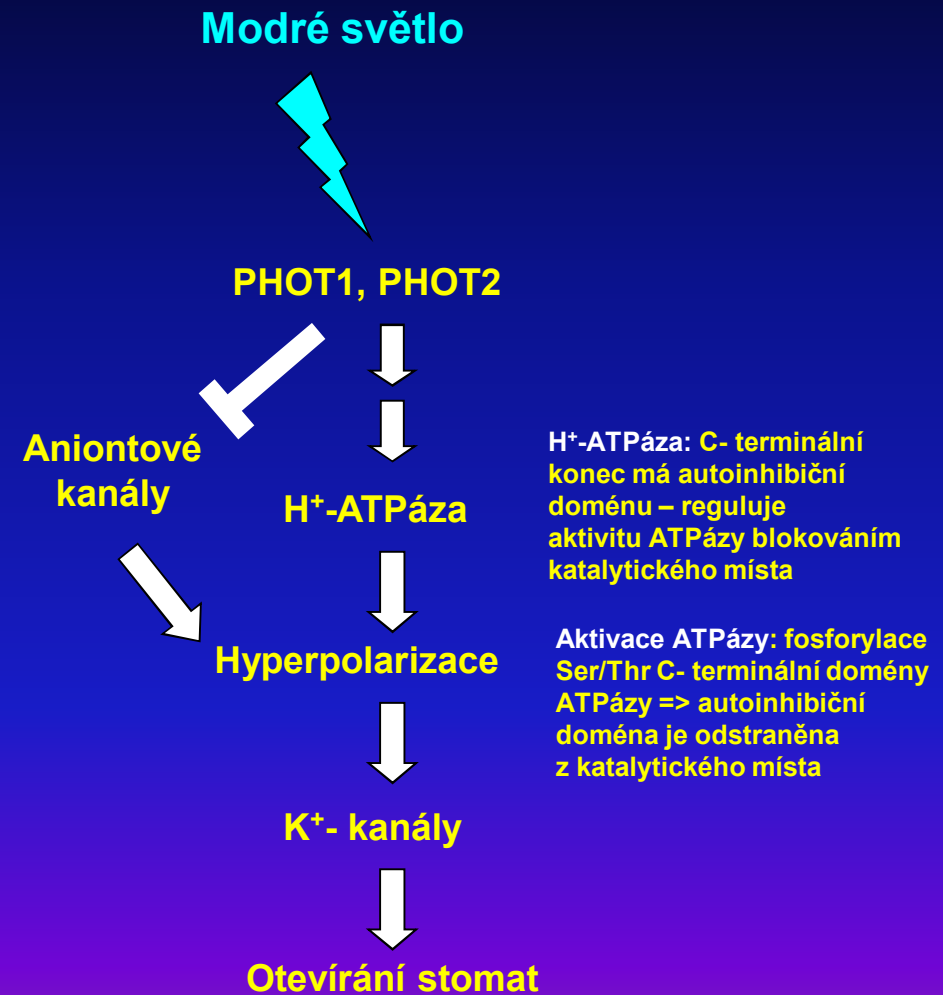 Modré světlo
PHOT1, PHOT2
Aniontové
kanály
H⁺-ATPáza
Hyperpolarizace
K⁺- kanály
Otevírání stomat
H⁺-ATPáza: C- terminální
konec má autoinhibiční
doménu – reguluje
aktivitu ATPázy blokováním
katalytického místa
Aktivace ATPázy: fosforylace
Ser/Thr C- terminální domény
ATPázy => autoinhibiční
doména je odstraněna
z katalytického místa